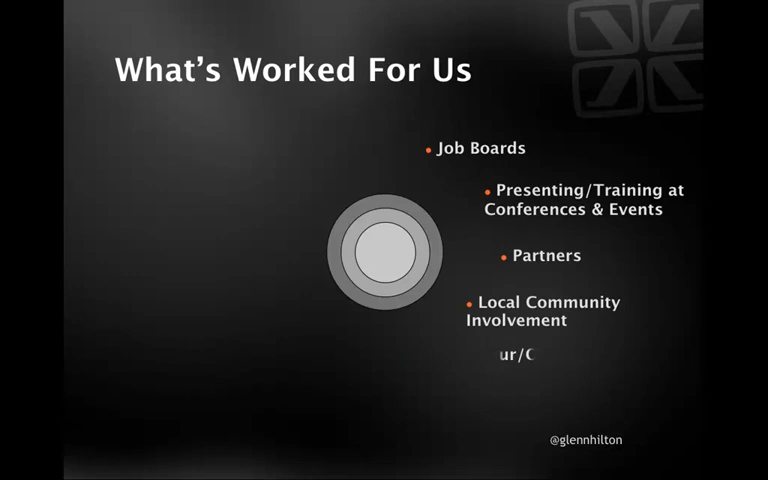 What's Worked For Us
• Job Boards
• Presenting/Training at
Conferences & Events
• Partners
• Local Community
Involvement
@glennhilton